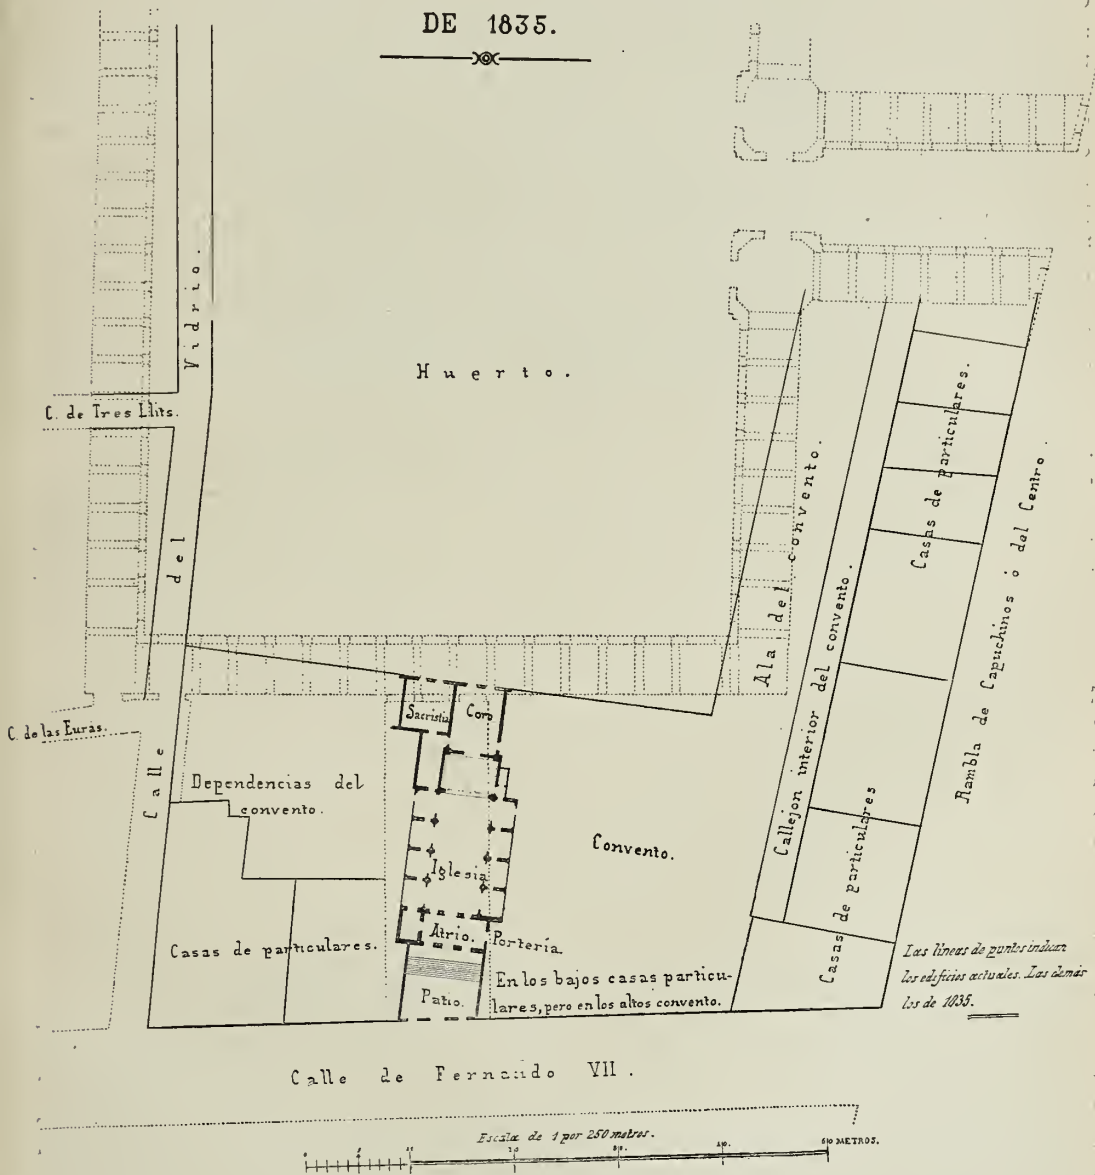 DE 1835.
Vidrio.
Huerto.
C. de Tres Llits.
del
Ala del convento.
Callejon interior del convento.
Casas de particulares.
Rambla de Capuchinos ó del Centro.
Sacristia
Coro
C. de las Euras.
Calle
Dependencias del
convento.
Convento.
Iglesia
Casas de particulares
Atrio.
Portería.
Casas de particulares.
En los bajos casas particu-
lares, pero en los altos convento.
Patio.
Las líneas de puntos indican
los edificios actuales. Las demás
los de 1835.
Calle de Fernando VII.
Escala de 1 por 250 metros.
METROS.